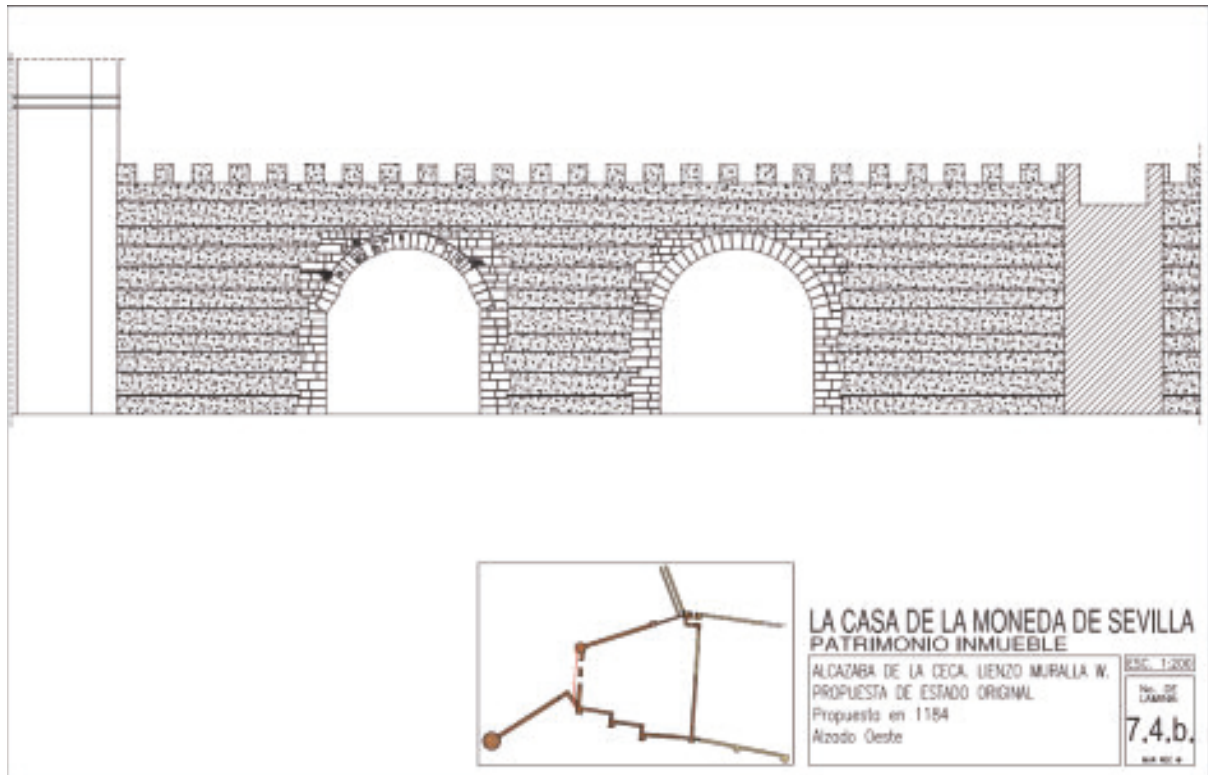 LA CASA DE LA MONEDA DE SEVILLA
PATRIMONIO INMUEBLE
ALCAZABA DE LA CECA. LIENZO MURALLA W.
PROPUESTA DE ESTADO ORIGINAL
Propuesta en 1184
Alzado Oeste
ESC. 1:200
No. DE
LAMINA
7.4.b.